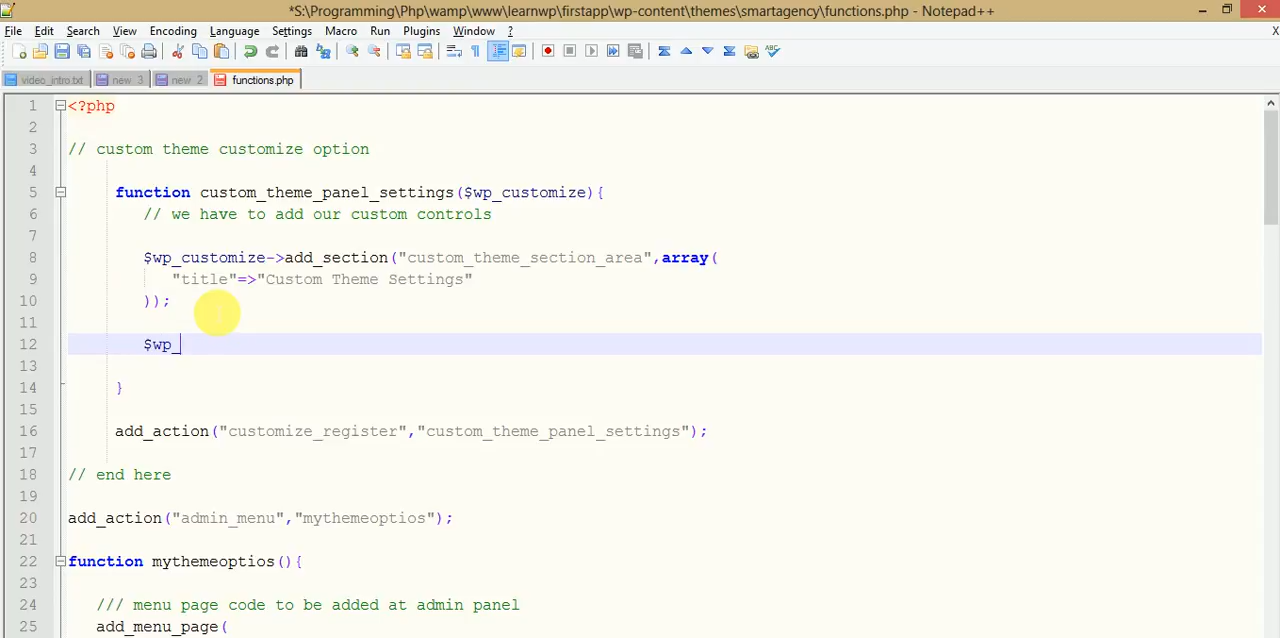 *S:\Programming\Php\wamp\www\learnwp\firstapp\wp-content\themes\smartagency\functions.php - Notepad++
File Edit Search View Encoding Language Settings Macro Run Plugins Window ? X
video_intro.txt new 3 new 2 functions.php
1 <?php
2
3 // custom theme customize option
4
5 function custom_theme_panel_settings($wp_customize){
6 // we have to add our custom controls
7
8 $wp_customize->add_section("custom_theme_section_area",array(
9 "title"=>"Custom Theme Settings"
10 ));
11
12 $wp_
13
14 }
15
16 add_action("customize_register","custom_theme_panel_settings");
17
18 // end here
19
20 add_action("admin_menu","mythemeoptios");
21
22 function mythemeoptios(){
23
24 /// menu page code to be added at admin panel
25 add_menu_page(